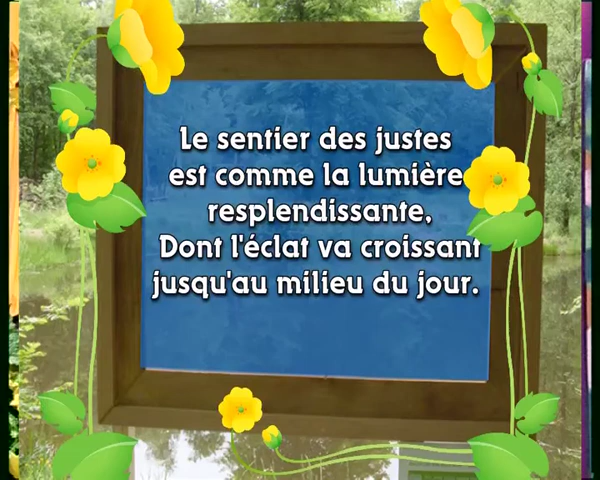 Le sentier des justes
est comme la lumière
resplendissante,
Dont l'éclat va croissant
jusqu'au milieu du jour.